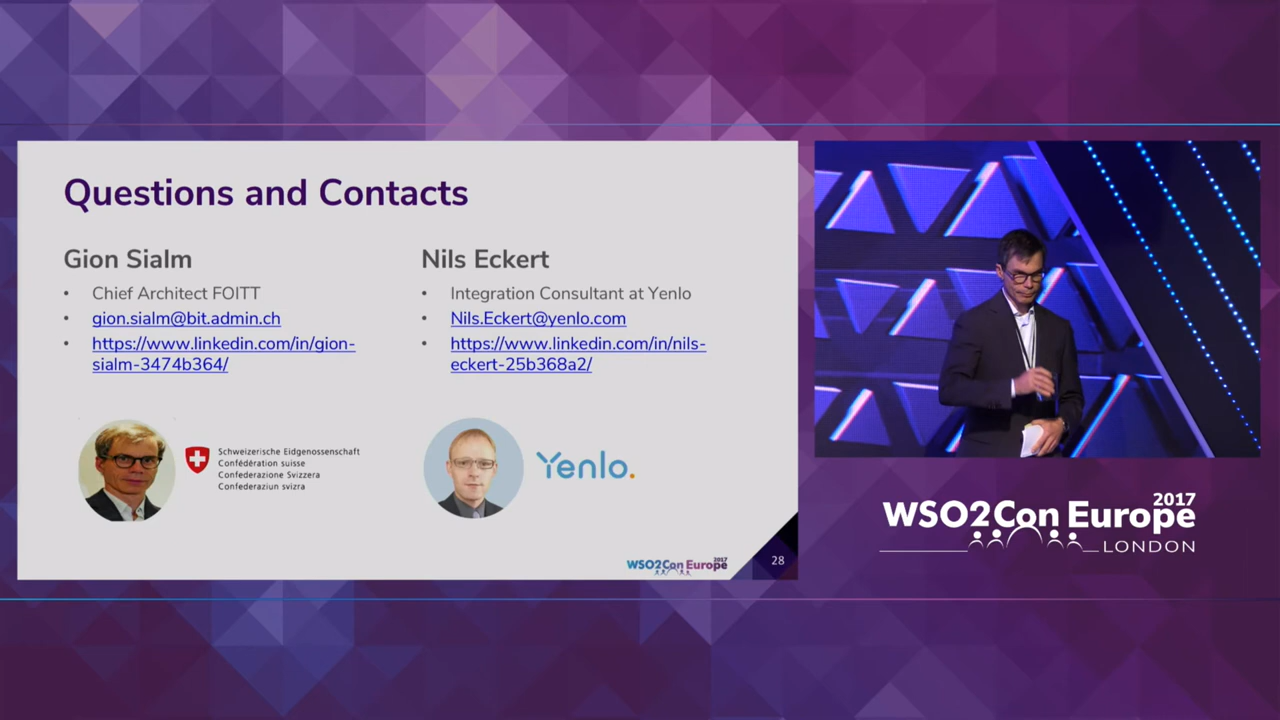 Questions and Contacts
Gion Sialm
• Chief Architect FOITT
• gion.sialm@bit.admin.ch
• https://www.linkedin.com/in/gion-
sialm-3474b364/
Schweizerische Eidgenossenschaft
Confédération suisse
Confederazione Svizzera
Confederaziun svizra
Nils Eckert
• Integration Consultant at Yenlo
• Nils.Eckert@yenlo.com
• https://www.linkedin.com/in/nils-
eckert-25b368a2/
Yenlo.
WSO2Con Europe 2017
28
WSO2Con Europe 2017
LONDON